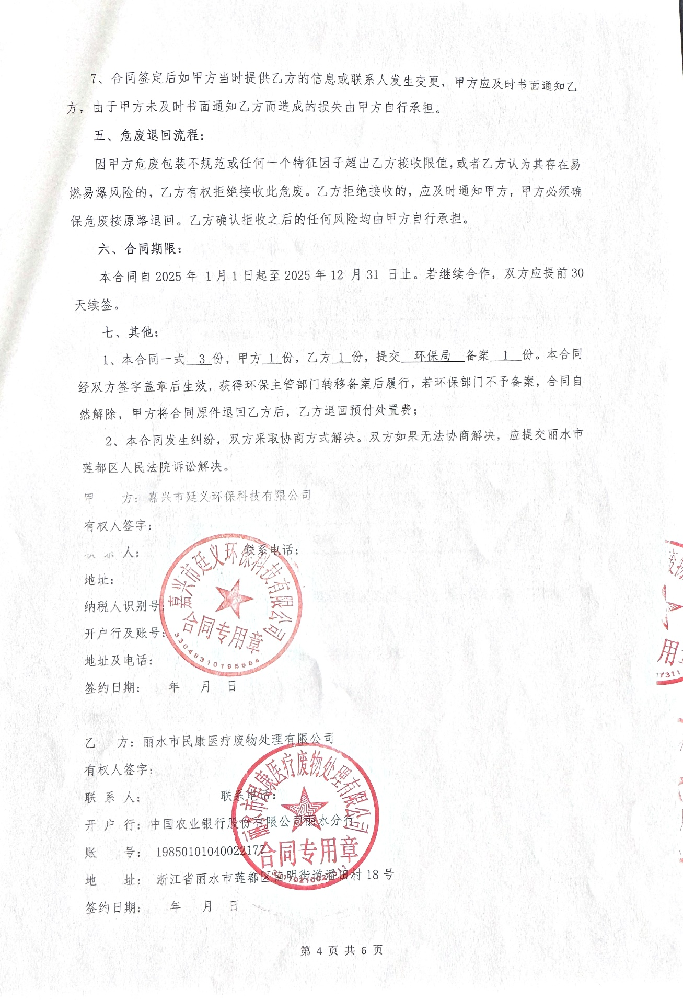 7、合同签定后如甲方当时提供乙方的信息或联系人发生变更，甲方应及时书面通知乙
方，由于甲方未及时书面通知乙方而造成的损失由甲方自行承担。
五、危废退回流程：
因甲方危废包装不规范或任何一个特征因子超出乙方接收限值，或者乙方认为其存在易
燃易爆风险的，乙方有权拒绝接收此危废。乙方拒绝接收的，应及时通知甲方，甲方必须确
保危废按原路退回。乙方确认拒收之后的任何风险均由甲方自行承担。
六、合同期限：
本合同自 2025 年 1 月 1 日起至 2025 年 12 月 31 日止。若继续合作，双方应提前 30
天续签。
七、其他：
1、本合同一式 3 份，甲方 1 份，乙方 1 份，提交 环保局 备案 1 份。本合同
经双方签字盖章后生效，获得环保主管部门转移备案后履行，若环保部门不予备案，合同自
然解除，甲方将合同原件退回乙方后，乙方退回预付处置费；
2、本合同发生纠纷，双方采取协商方式解决。双方如果无法协商解决，应提交丽水市
莲都区人民法院诉讼解决。
甲 方：嘉兴市廷义环保科技有限公司
有权人签字：
联 系 人： 联系电话：
地址：
纳税人识别号：
开户行及账号：
地址及电话：
签约日期： 年 月 日
嘉兴市廷义环保科技有限公司
合同专用章
乙 方：丽水市民康医疗废物处理有限公司
有权人签字：
联 系 人： 联系电话：
开 户 行：中国农业银行股份有限公司丽水分行
账 号： 19850101040022177
地 址： 浙江省丽水市莲都区南明街道潘田村 18 号
签约日期： 年 月 日
丽水市民康医疗废物处理有限公司
合同专用章
第 4 页 共 6 页